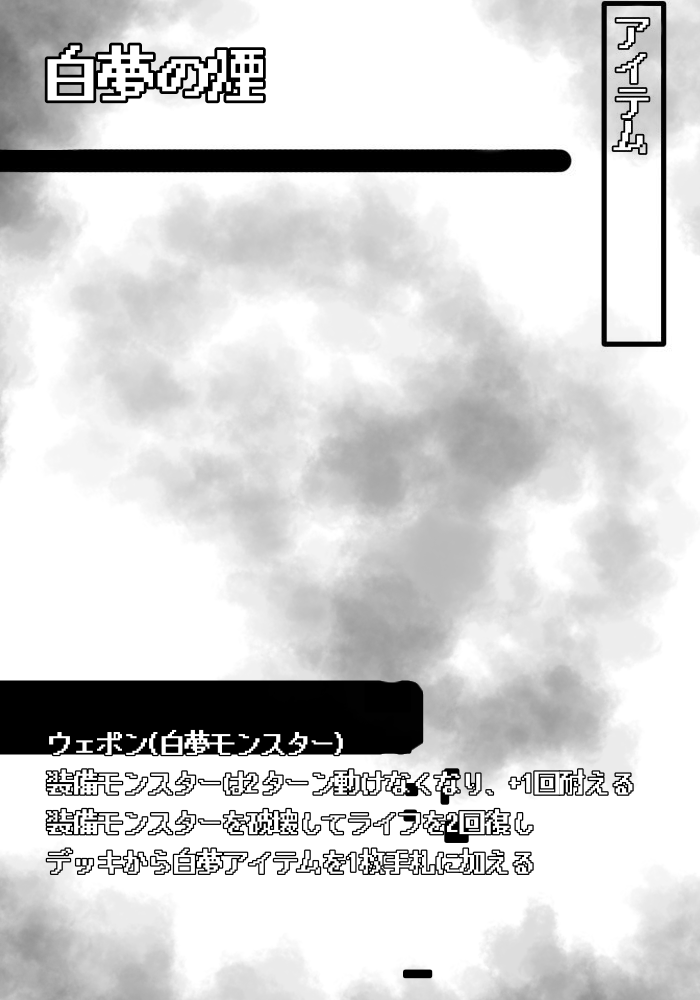 白夢の煙
アイテム
ウェポン(白夢モンスター)
装備モンスターは2ターン動けなくなり、+1回耐える
装備モンスターを破壊してライフを2回復し
デッキから白夢アイテムを1枚手札に加える